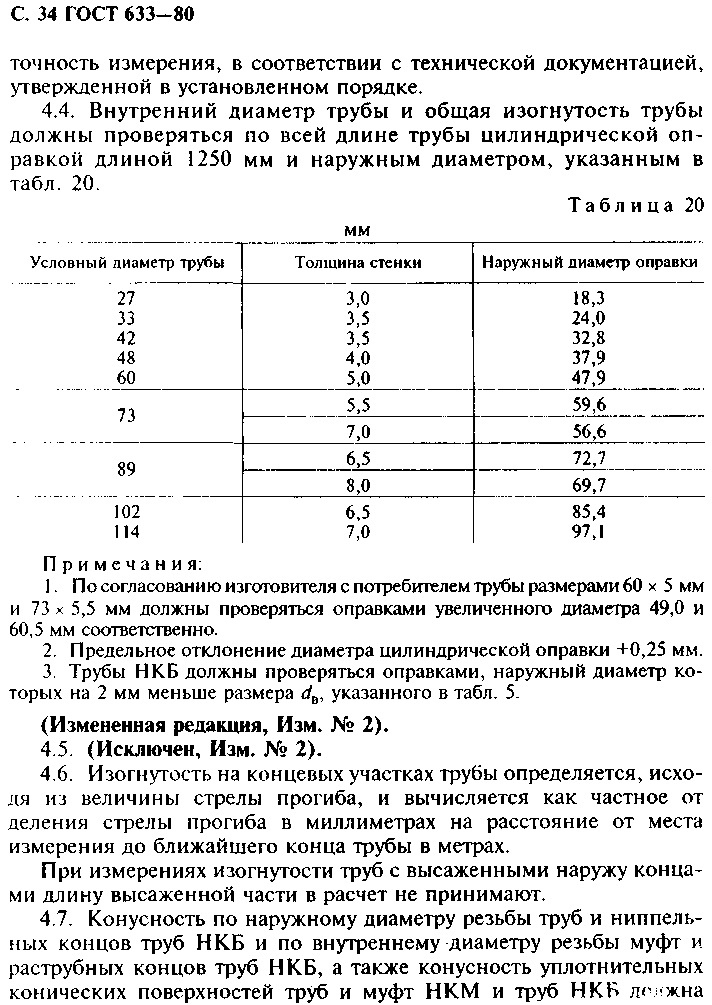 С. 34 ГОСТ 633—80
точность измерения, в соответствии с технической документацией,
утвержденной в установленном порядке.
4.4. Внутренний диаметр трубы и общая изогнутость трубы
должны проверяться по всей длине трубы цилиндрической оп-
равкой длиной 1250 мм и наружным диаметром, указанным в
табл. 20.
Таблица 20
мм
Условный диаметр трубы Толщина стенки Наружный диаметр оправки
27 3,0 18,3
33 3,5 24,0
42 3,5 32,8
48 4,0 37,9
60 5,0 47,9
73 5,5 59,6
7,0 56,6
89 6,5 72,7
8,0 69,7
102 6,5 85,4
114 7,0 97,1
Примечания:
1. По согласованию изготовителя с потребителем трубы размерами 60 × 5 мм
и 73 × 5,5 мм должны проверяться оправками увеличенного диаметра 49,0 и
60,5 мм соответственно.
2. Предельное отклонение диаметра цилиндрической оправки +0,25 мм.
3. Трубы НКБ должны проверяться оправками, наружный диаметр ко-
торых на 2 мм меньше размера dв, указанного в табл. 5.
(Измененная редакция, Изм. № 2).
4.5. (Исключен, Изм. № 2).
4.6. Изогнутость на концевых участках трубы определяется, исхо-
дя из величины стрелы прогиба, и вычисляется как частное от
деления стрелы прогиба в миллиметрах на расстояние от места
измерения до ближайшего конца трубы в метрах.
При измерениях изогнутости труб с высаженными наружу конца-
ми длину высаженной части в расчет не принимают.
4.7. Конусность по наружному диаметру резьбы труб и ниппель-
ных концов труб НКБ и по внутреннему диаметру резьбы муфт и
раструбных концов труб НКБ, а также конусность уплотнительных
конических поверхностей труб и муфт НКМ и труб НКБ должна